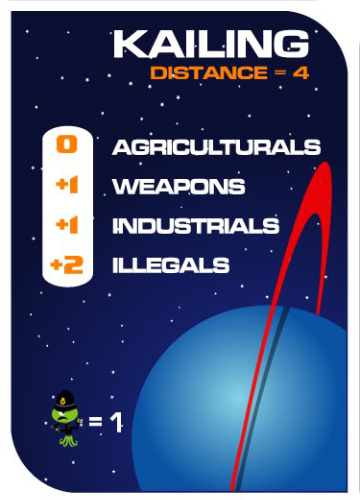 KAILING
DISTANCE = 4
0 AGRICULTURALS
+1 WEAPONS
+1 INDUSTRIALS
+2 ILLEGALS
= 1